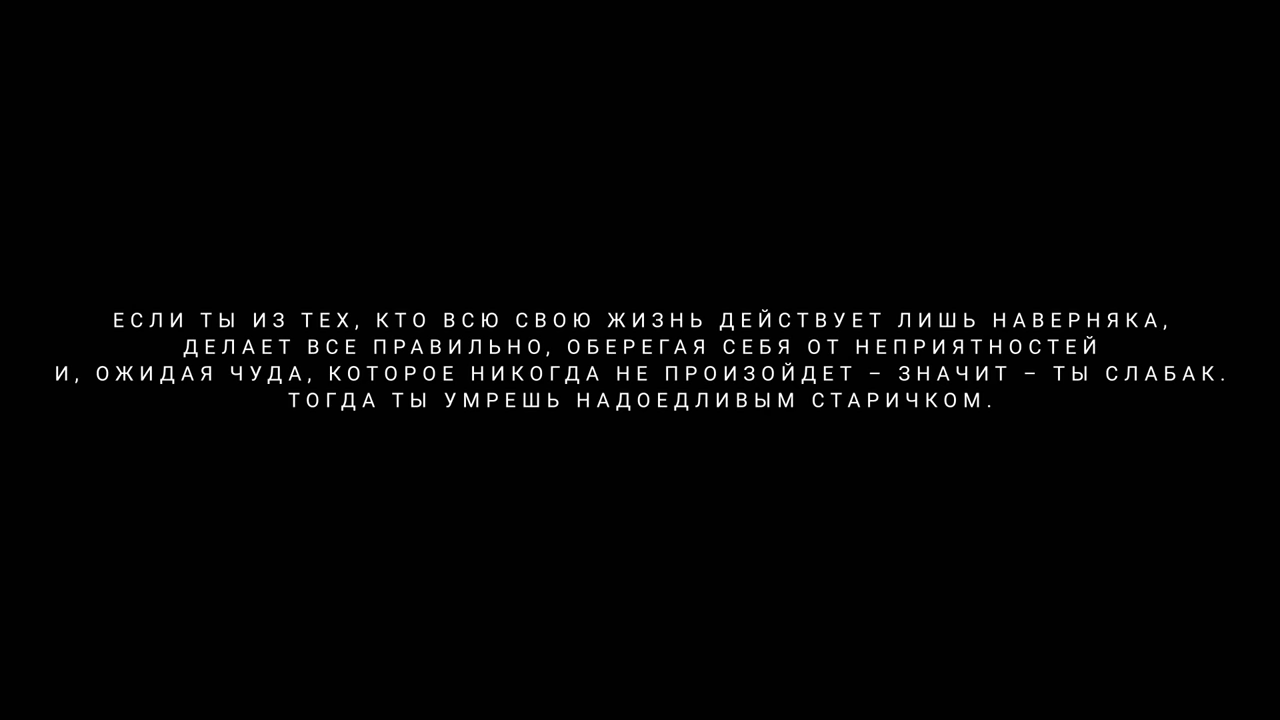 ЕСЛИ ТЫ ИЗ ТЕХ, КТО ВСЮ СВОЮ ЖИЗНЬ ДЕЙСТВУЕТ ЛИШЬ НАВЕРНЯКА,
ДЕЛАЕТ ВСЕ ПРАВИЛЬНО, ОБЕРЕГАЯ СЕБЯ ОТ НЕПРИЯТНОСТЕЙ
И, ОЖИДАЯ ЧУДА, КОТОРОЕ НИКОГДА НЕ ПРОИЗОЙДЕТ – ЗНАЧИТ – ТЫ СЛАБАК.
ТОГДА ТЫ УМРЕШЬ НАДОЕДЛИВЫМ СТАРИЧКОМ.